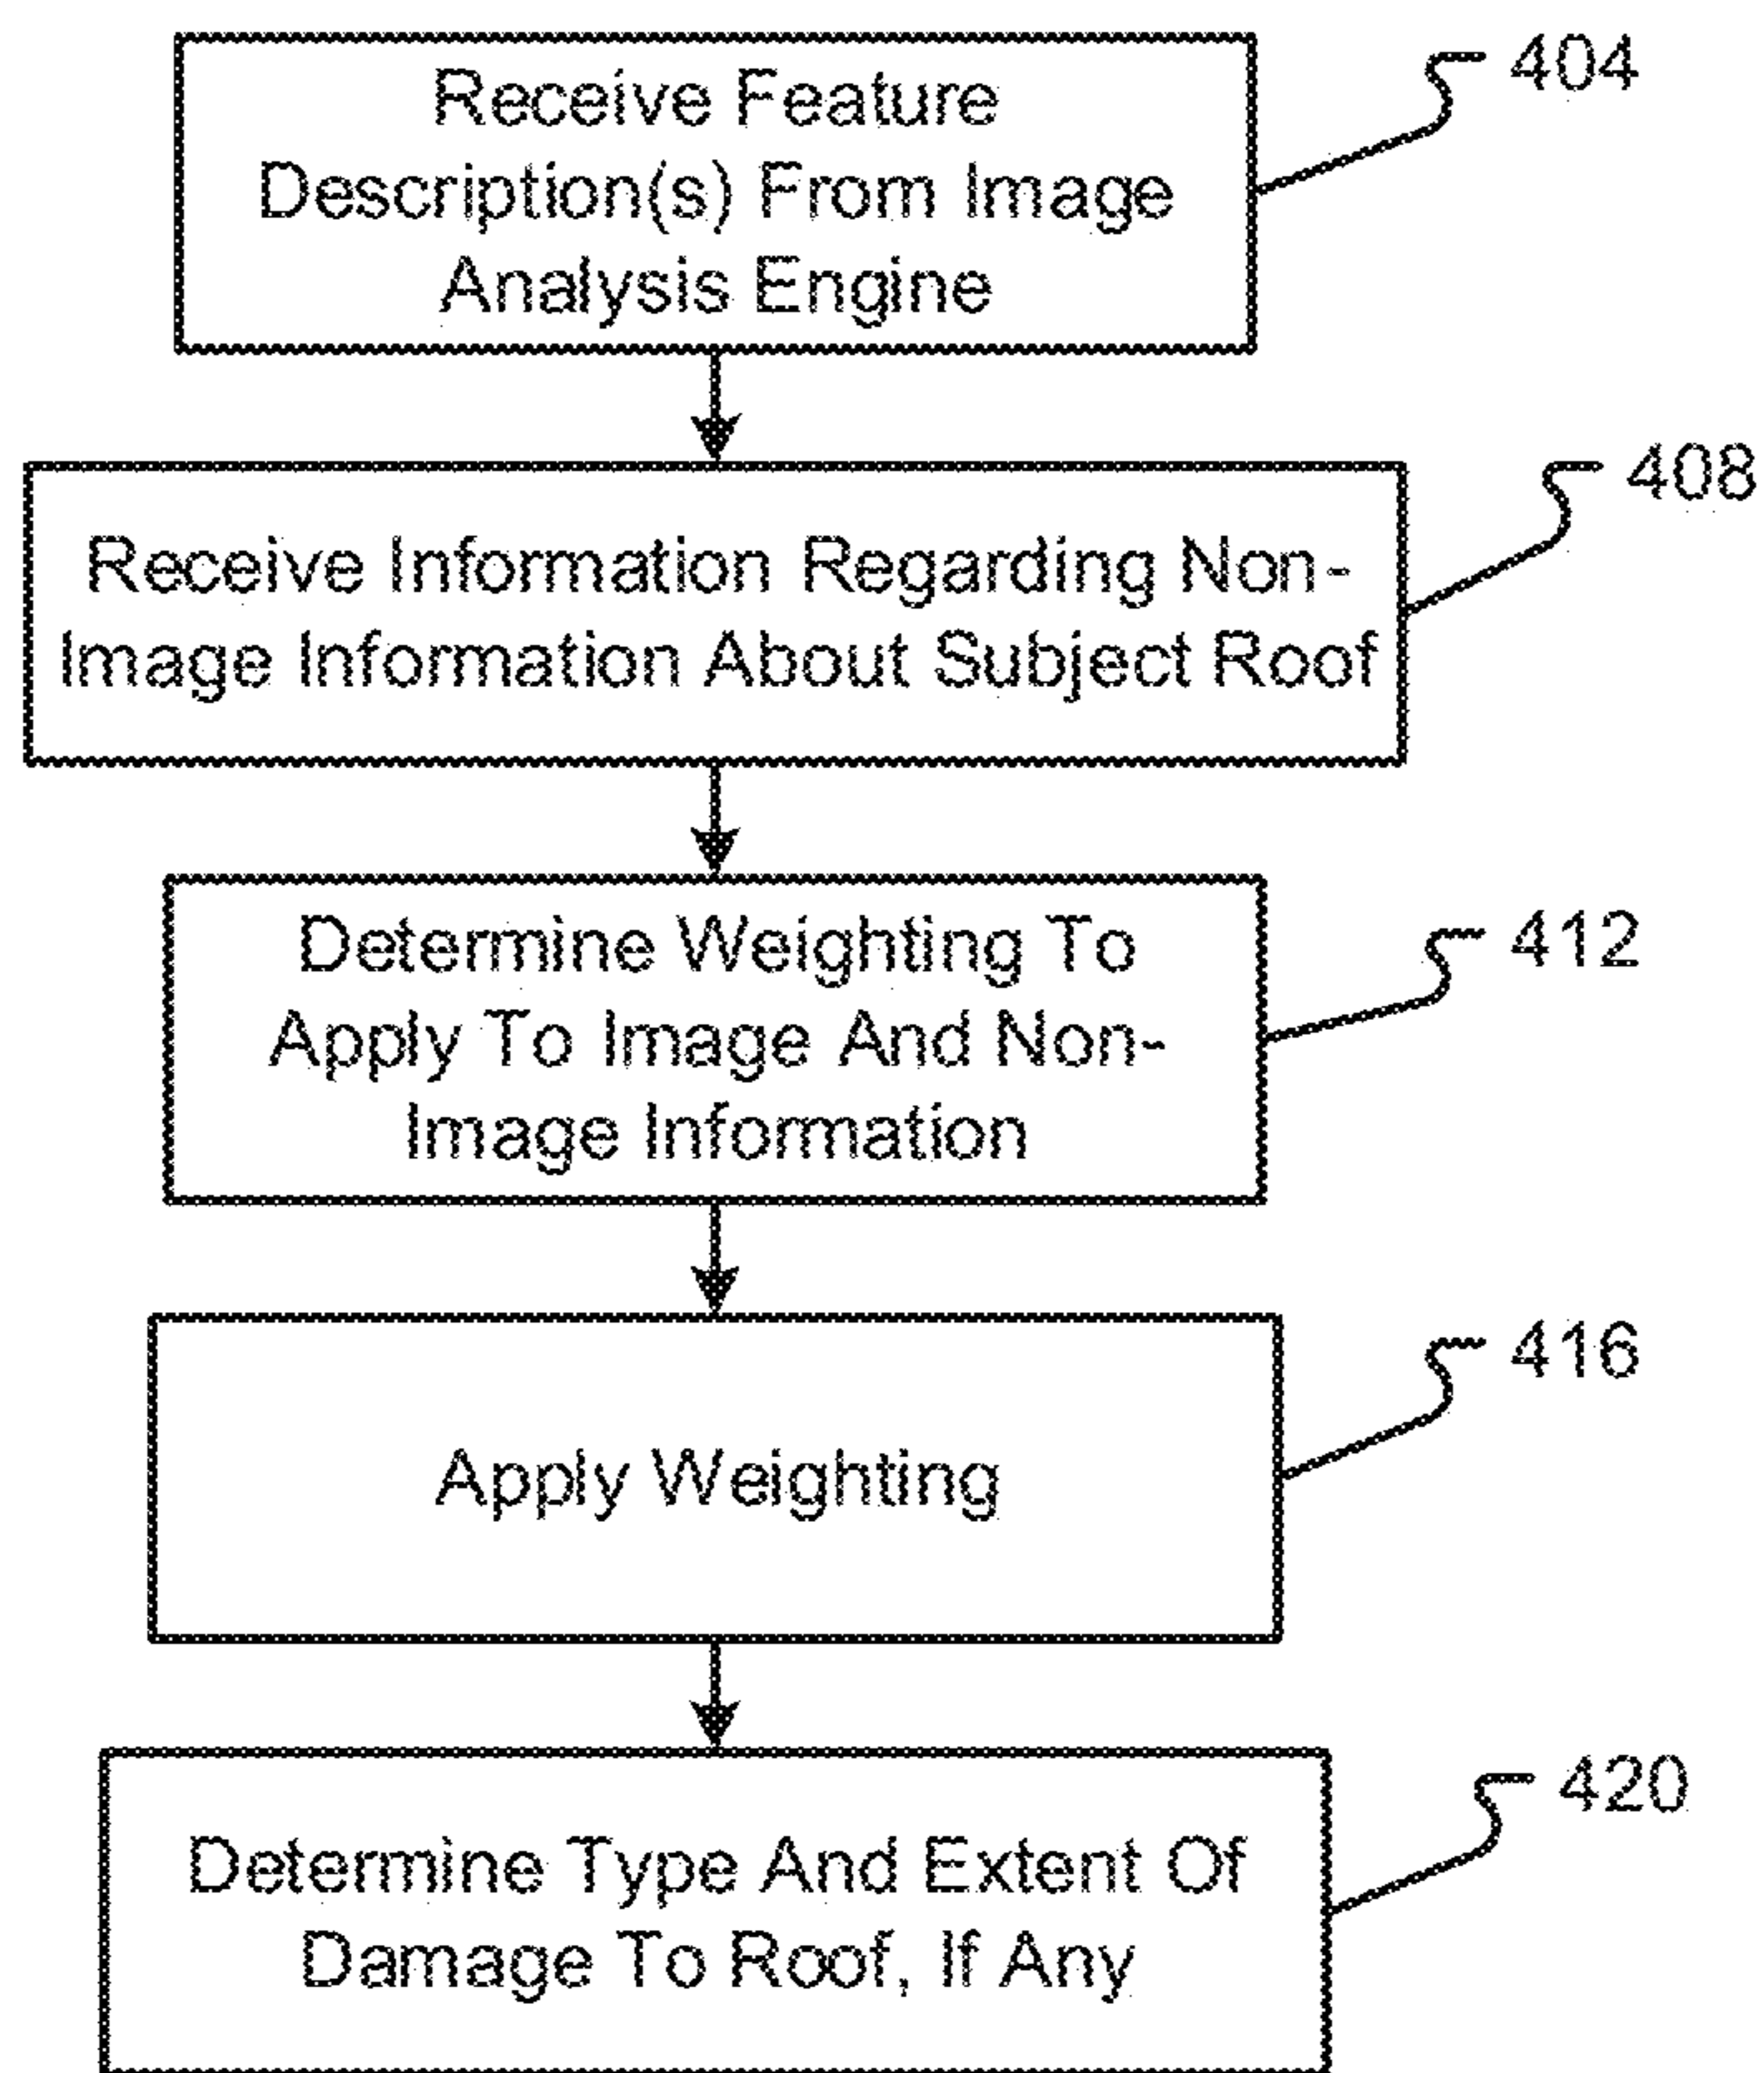 Receive Feature
Description(s) From Image
Analysis Engine
404
Receive Information Regarding Non-
Image Information About Subject Roof
408
Determine Weighting To
Apply To Image And Non-
Image Information
412
Apply Weighting
416
Determine Type And Extent Of
Damage To Roof, If Any
420